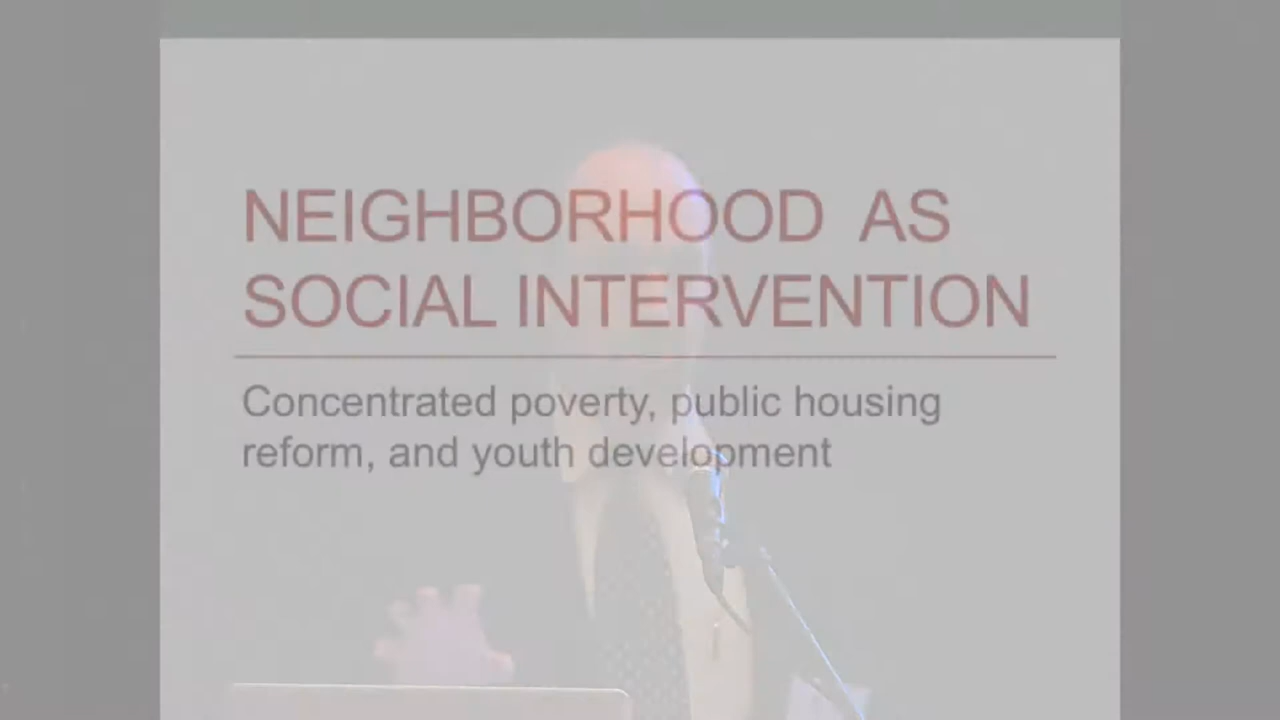 NEIGHBORHOOD AS
SOCIAL INTERVENTION
Concentrated poverty, public housing
reform, and youth development